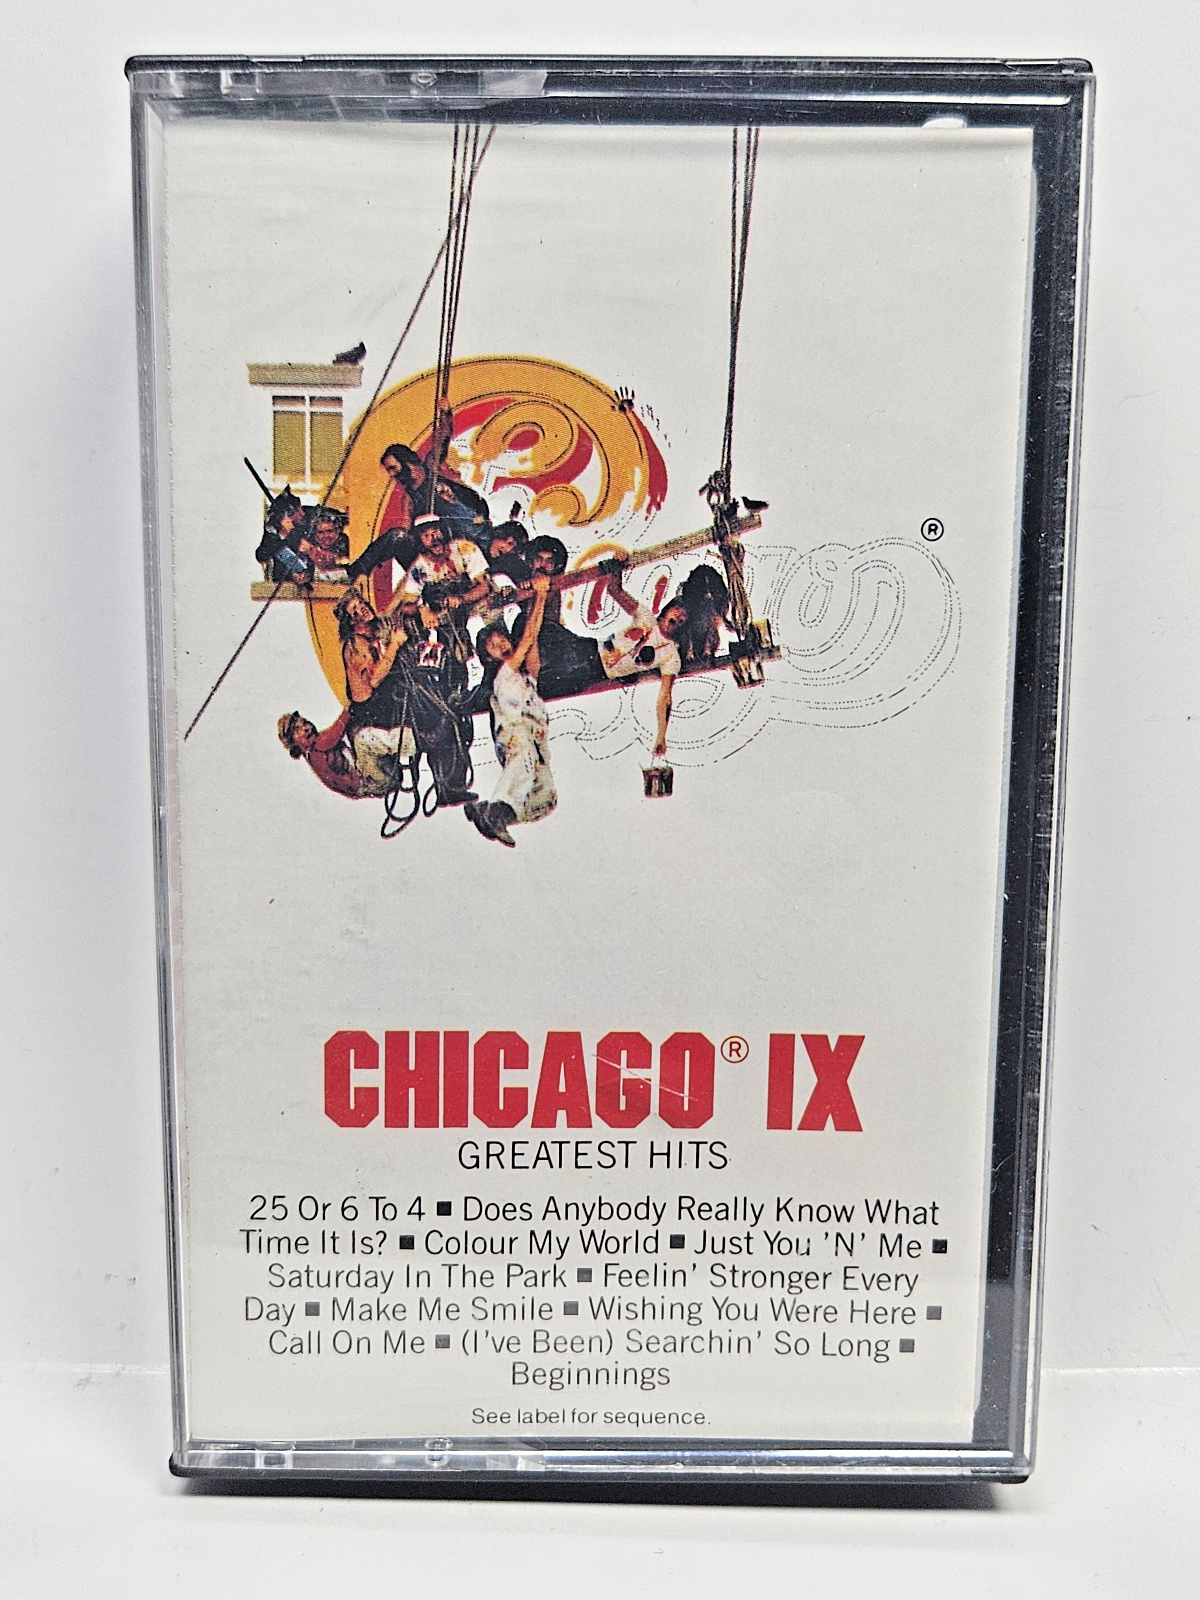 ®
CHICAGO® IX
GREATEST HITS
25 Or 6 To 4 ■ Does Anybody Really Know What
Time It Is? ■ Colour My World ■ Just You 'N' Me ■
Saturday In The Park ■ Feelin' Stronger Every
Day ■ Make Me Smile ■ Wishing You Were Here ■
Call On Me ■ (I've Been) Searchin' So Long ■
Beginnings
See label for sequence.